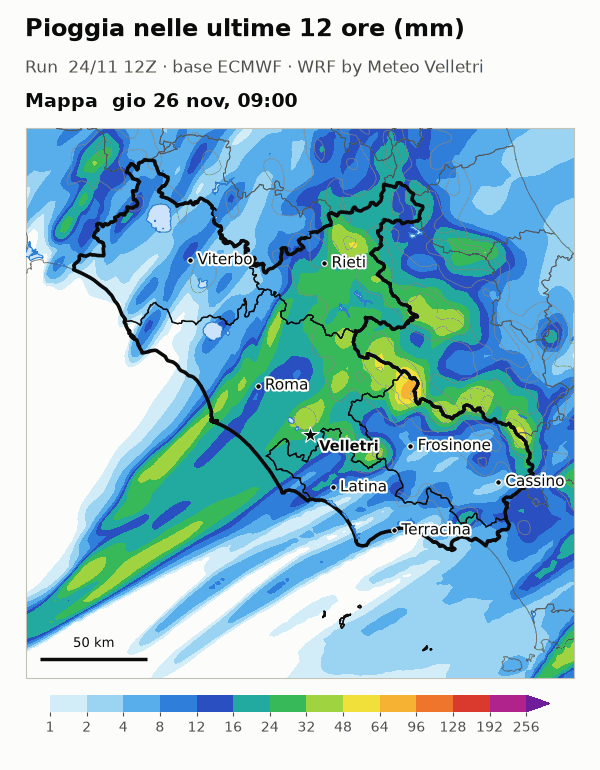 Pioggia nelle ultime 12 ore (mm)
Run 24/11 12Z · base ECMWF · WRF by Meteo Velletri
Mappa gio 26 nov, 09:00
Viterbo
Rieti
Roma
Velletri
Frosinone
Latina
Cassino
Terracina
50 km
1 2 4 8 12 16 24 32 48 64 96 128 192 256